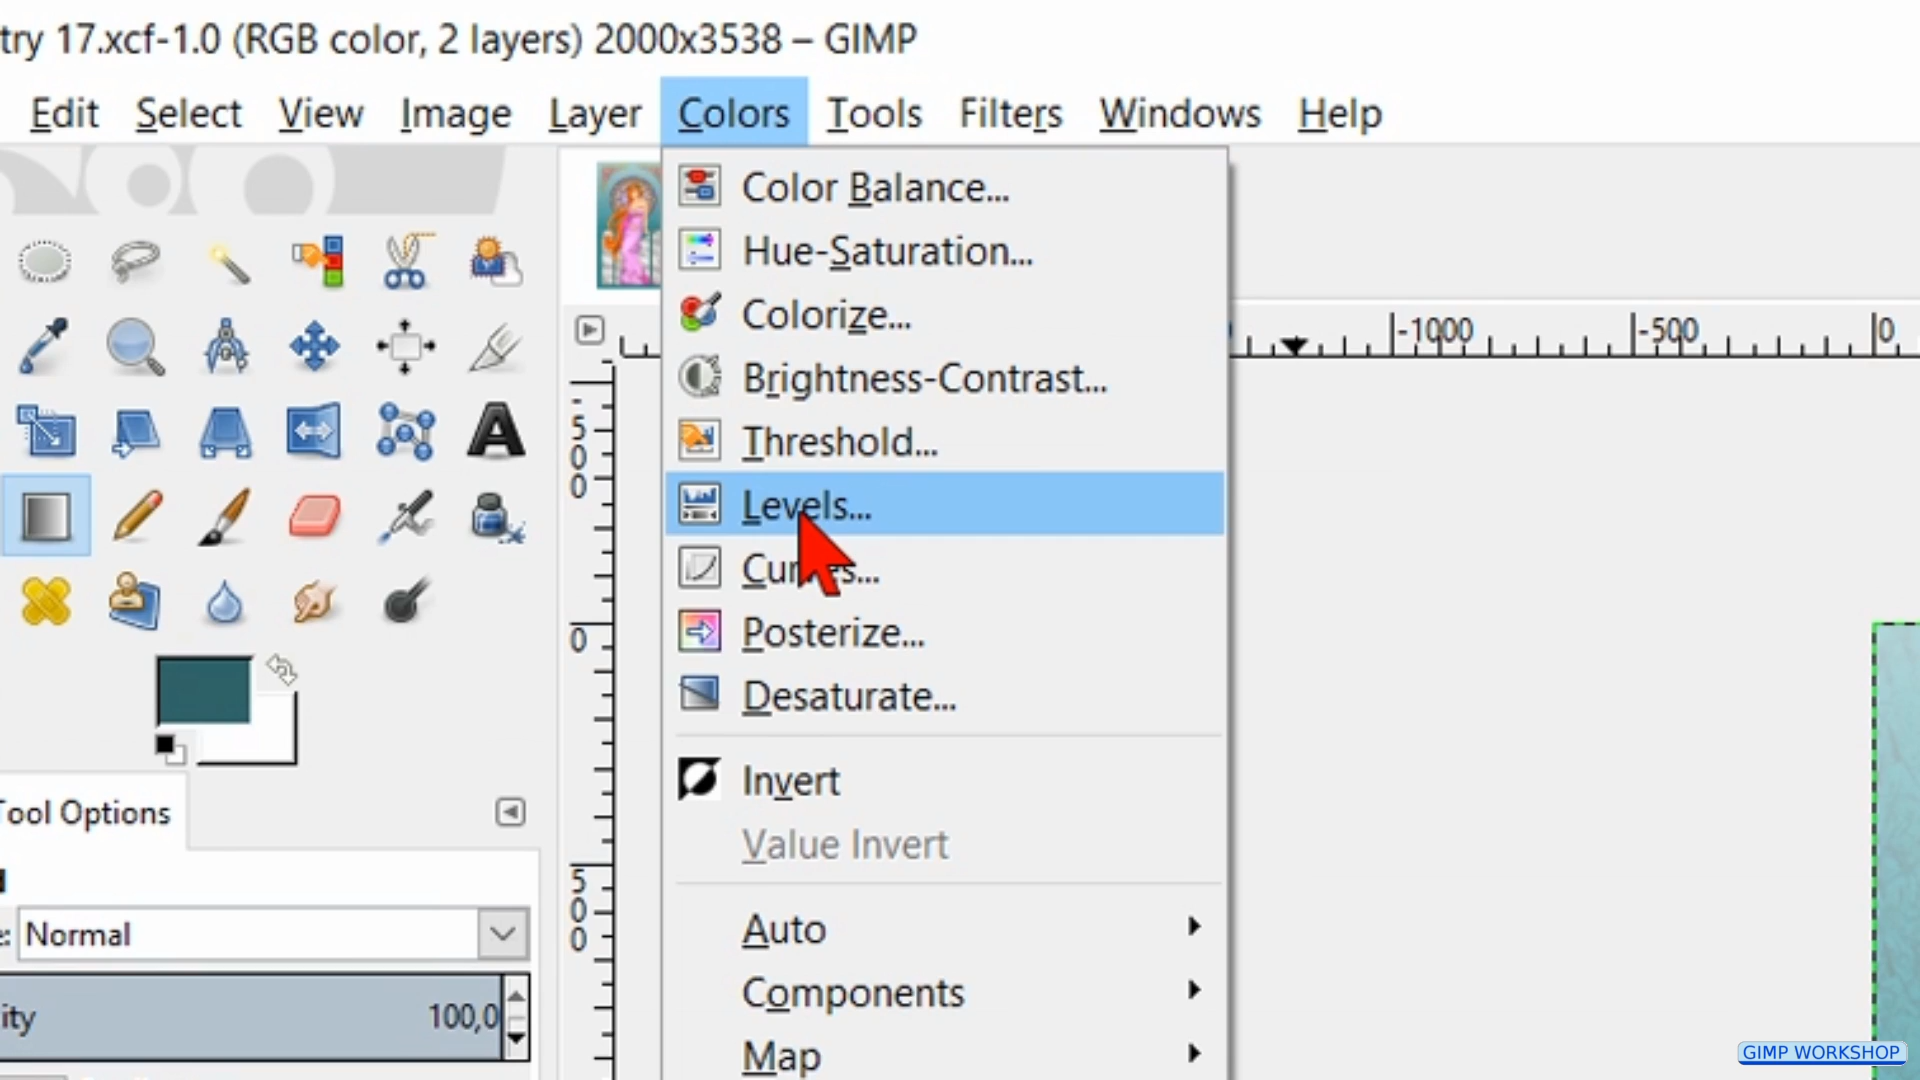 try 17.xcf-1.0 (RGB color, 2 layers) 2000x3538 – GIMP
Edit Select View Image Layer Colors Tools Filters Windows Help
Color Balance...
Hue-Saturation...
Colorize...
-1000 -500 0
Brightness-Contrast...
Threshold...
500
Levels...
Posterize...
0
Desaturate...
Invert
Tool Options
Value Invert
500
Auto
Normal
Components
ity 100,0
Map
GIMP WORKSHOP